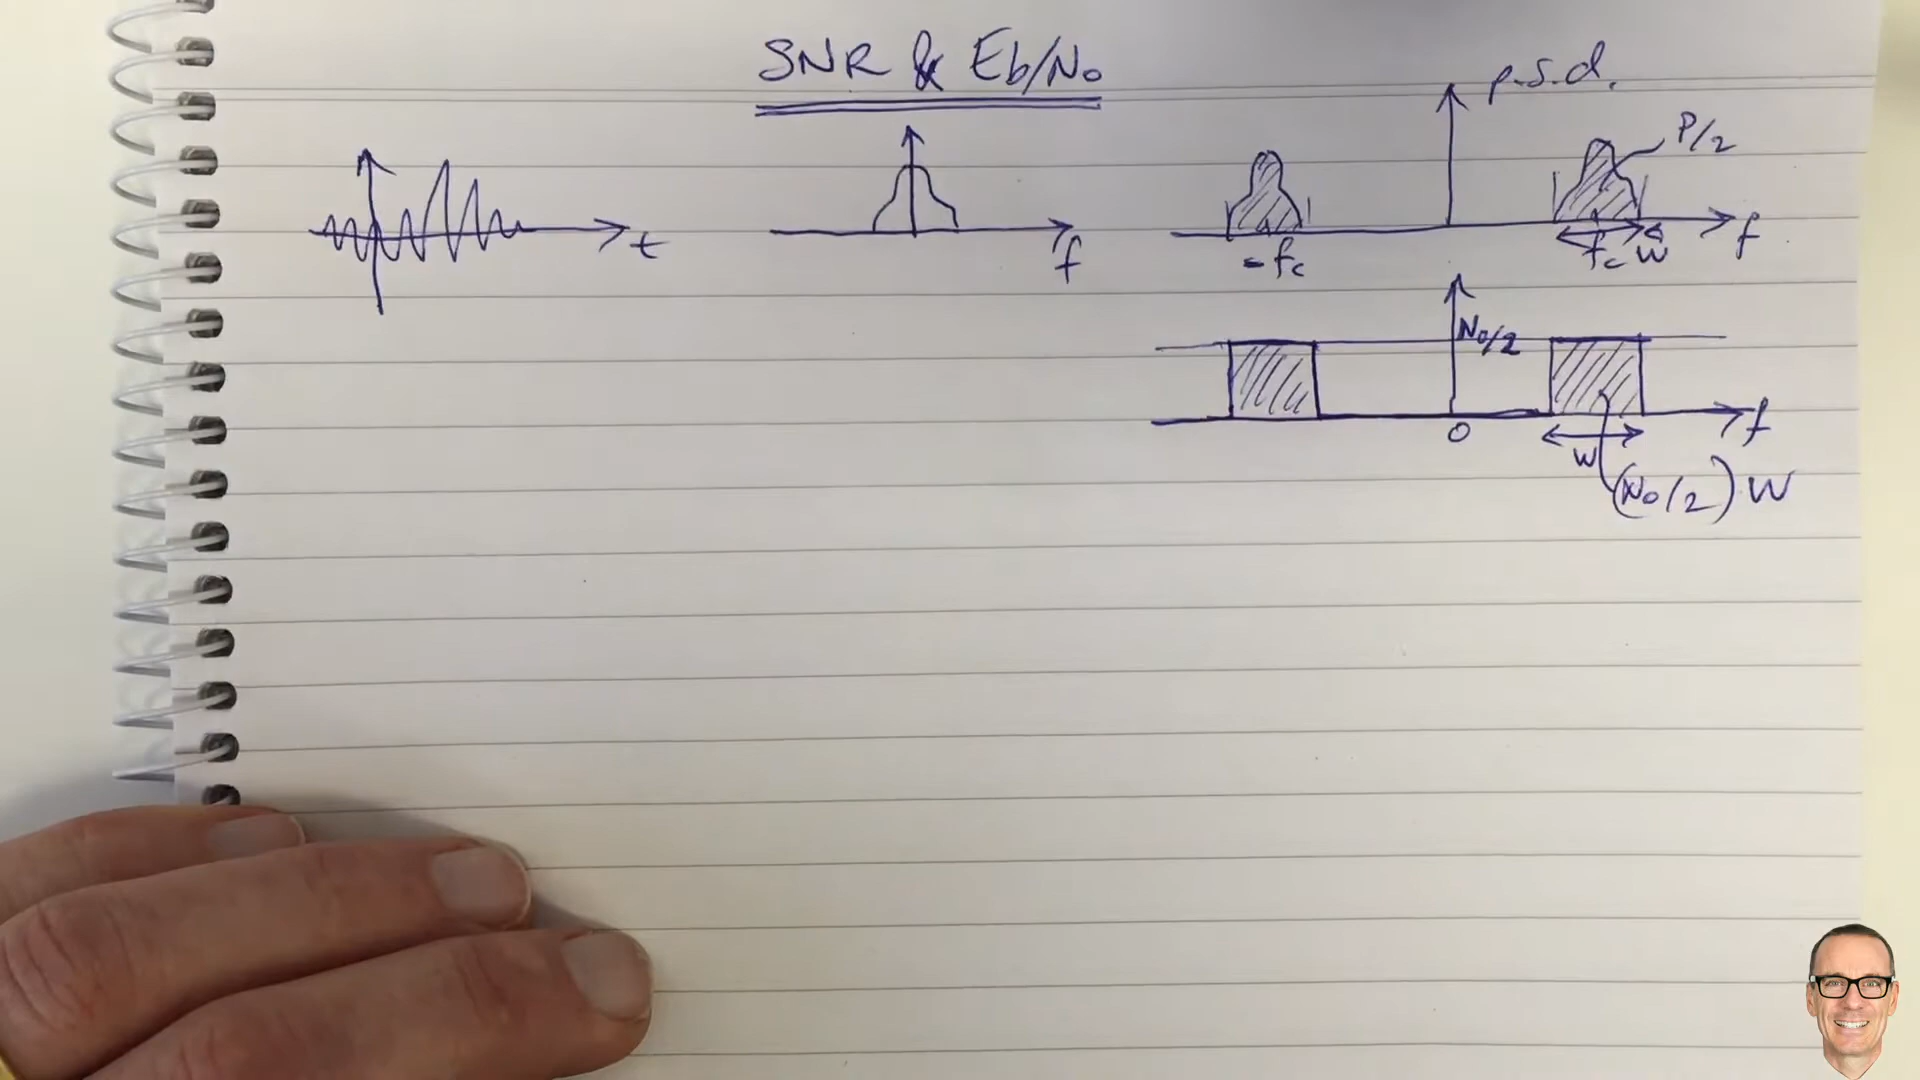 SNR & Eb/No
p.s.d.
P/2
t
f
-fc
fc
W
f
No/2
0
f
W
(No/2)W